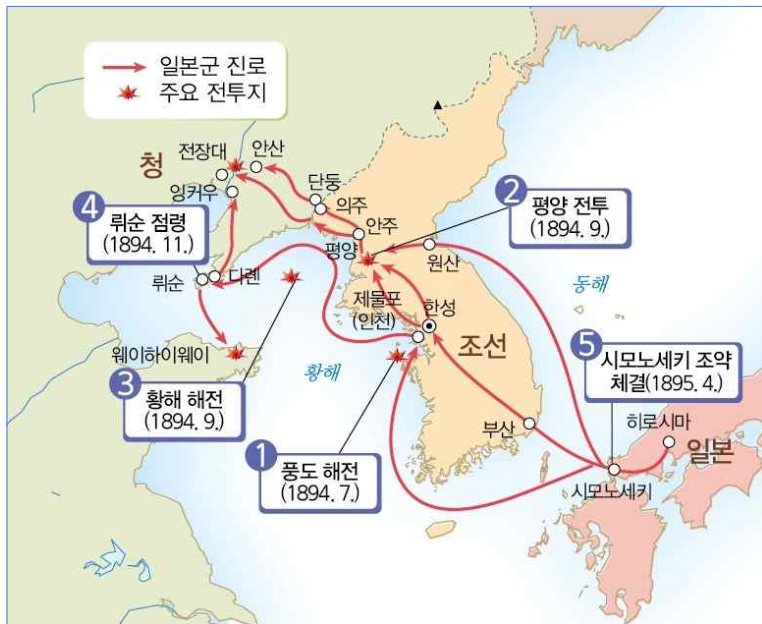 일본군 진로
주요 전투지
청
전장대
안산
잉커우
단둥
의주
안주
4
뤼순 점령
(1894. 11.)
2
평양 전투
(1894. 9.)
평양
원산
뤼순
다롄
제물포
(인천)
한성
동해
조선
웨이하이웨이
황해
3
황해 해전
(1894. 9.)
5
시모노세키 조약
체결(1895. 4.)
부산
히로시마
일본
1
풍도 해전
(1894. 7.)
시모노세키